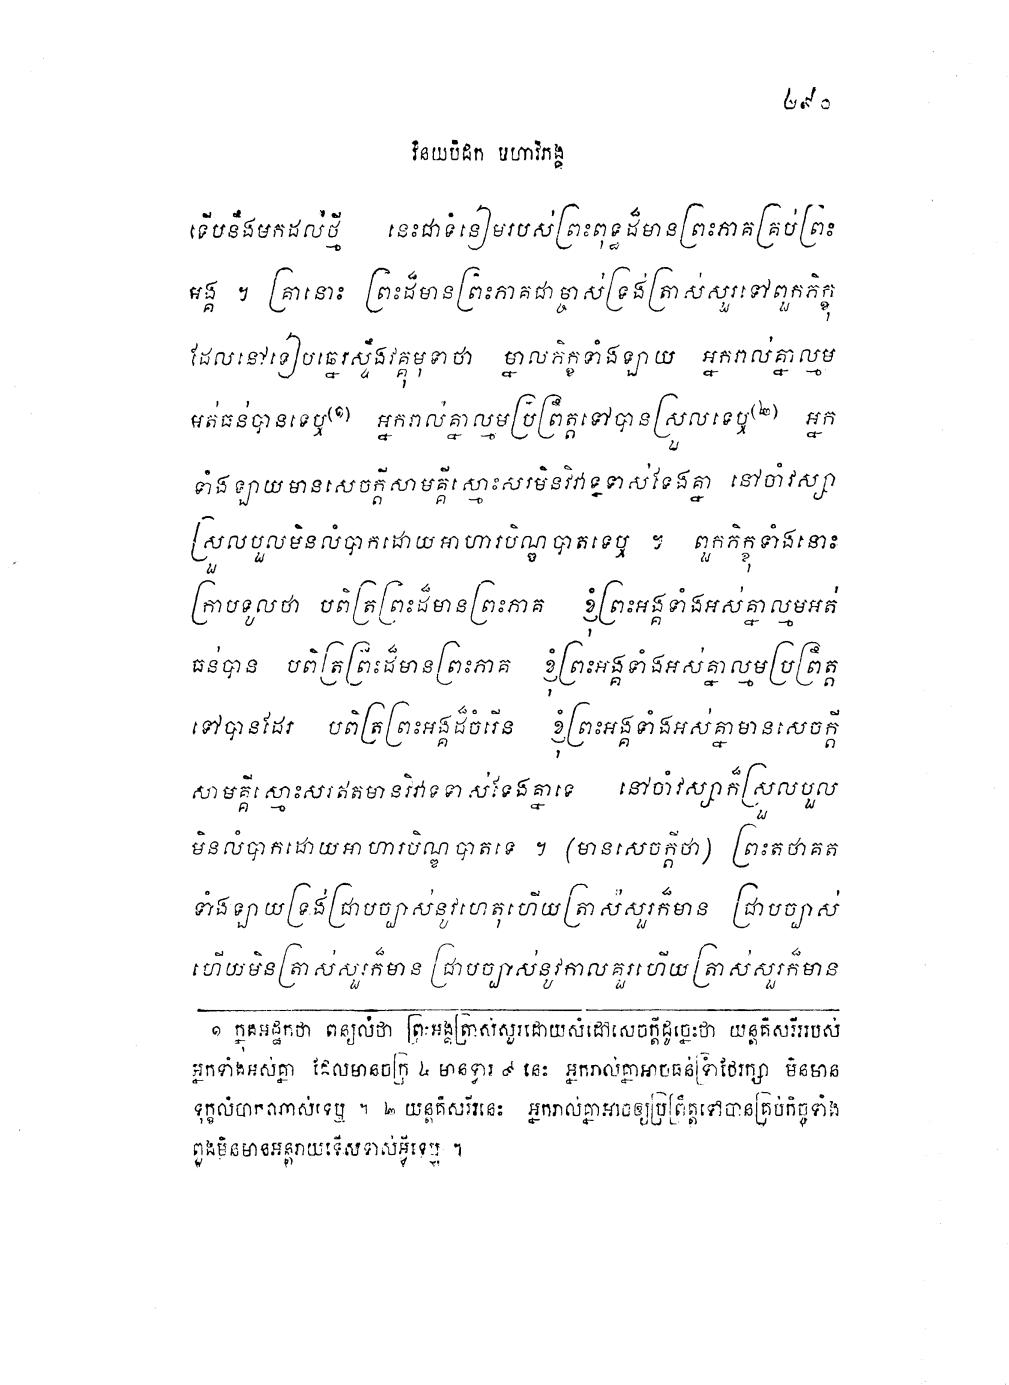 ២៩០
វិនយបិដក មហាវិភង្គ
ទើបនឹងមកដល់ថ្មី នេះជាទំនៀមរបស់ព្រះពុទ្ធដ៏មានព្រះភាគគ្រប់ព្រះ
អង្គ ។ គ្រានោះ ព្រះដ៏មានព្រះភាគជាម្ចាស់ទ្រង់ត្រាស់សួរទៅពួកភិក្ខុ
ដែលនៅទៀបឆ្នេរស្ទឹងវគ្គុមុទាថា ម្នាលភិក្ខុទាំងឡាយ អ្នករាល់គ្នាល្មម
អត់ធន់បានទេឬ(១) អ្នករាល់គ្នាល្មមប្រព្រឹត្តទៅបានស្រួលទេឬ(២) អ្នក
ទាំងឡាយមានសេចក្តីសាមគ្គីស្មោះសរមិនវិវាទទាស់ទែងគ្នា នៅចាំវស្សា
ស្រួលបួលមិនលំបាកដោយអាហារបិណ្ឌបាតទេឬ ។ ពួកភិក្ខុទាំងនោះ
ក្រាបទូលថា បពិត្រព្រះដ៏មានព្រះភាគ ខ្ញុំព្រះអង្គទាំងអស់គ្នាល្មមអត់
ធន់បាន បពិត្រព្រះដ៏មានព្រះភាគ ខ្ញុំព្រះអង្គទាំងអស់គ្នាល្មមប្រព្រឹត្ត
ទៅបានដែរ បពិត្រព្រះអង្គដ៏ចំរើន ខ្ញុំព្រះអង្គទាំងអស់គ្នាមានសេចក្តី
សាមគ្គីស្មោះសរឥតមានវិវាទទាស់ទែងគ្នាទេ នៅចាំវស្សាក៏ស្រួលបួល
មិនលំបាកដោយអាហារបិណ្ឌបាតទេ ។ (មានសេចក្តីថា) ព្រះតថាគត
ទាំងឡាយទ្រង់ជ្រាបច្បាស់នូវហេតុហើយត្រាស់សួរក៏មាន ជ្រាបច្បាស់
ហើយមិនត្រាស់សួរក៏មាន ជ្រាបច្បាស់នូវកាលគួរហើយត្រាស់សួរក៏មាន
១ ក្នុងអដ្ឋកថា ពន្យល់ថា ព្រះអង្គត្រាស់សួរដោយសំដៅសេចក្តីដូច្នេះថា យន្តគឺសរីររបស់
អ្នកទាំងអស់គ្នា ដែលមានចក្រ ៤ មានទ្វារ ៩ នេះ អ្នករាល់គ្នាអាចធន់ទ្រាំថែរក្សា មិនមាន
ទុក្ខលំបាកណាស់ទេឬ ។ ២ យន្តគឺសរីរនេះ អ្នករាល់គ្នាអាចឲ្យប្រព្រឹត្តទៅបានគ្រប់កិច្ចទាំង
ពួងមិនមានអន្តរាយទើសទាស់អ្វីទេឬ ។